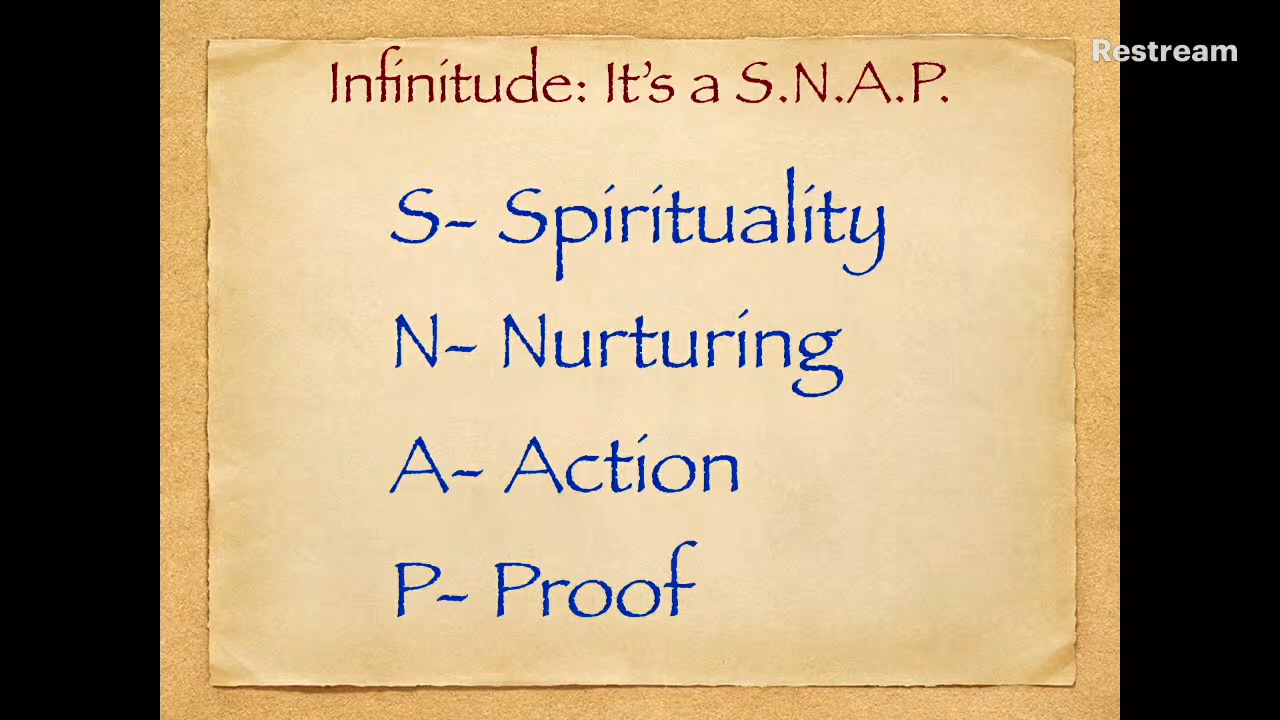 Restream
Infinitude: It's a S.N.A.P.
S- Spirituality
N- Nurturing
A- Action
P- Proof